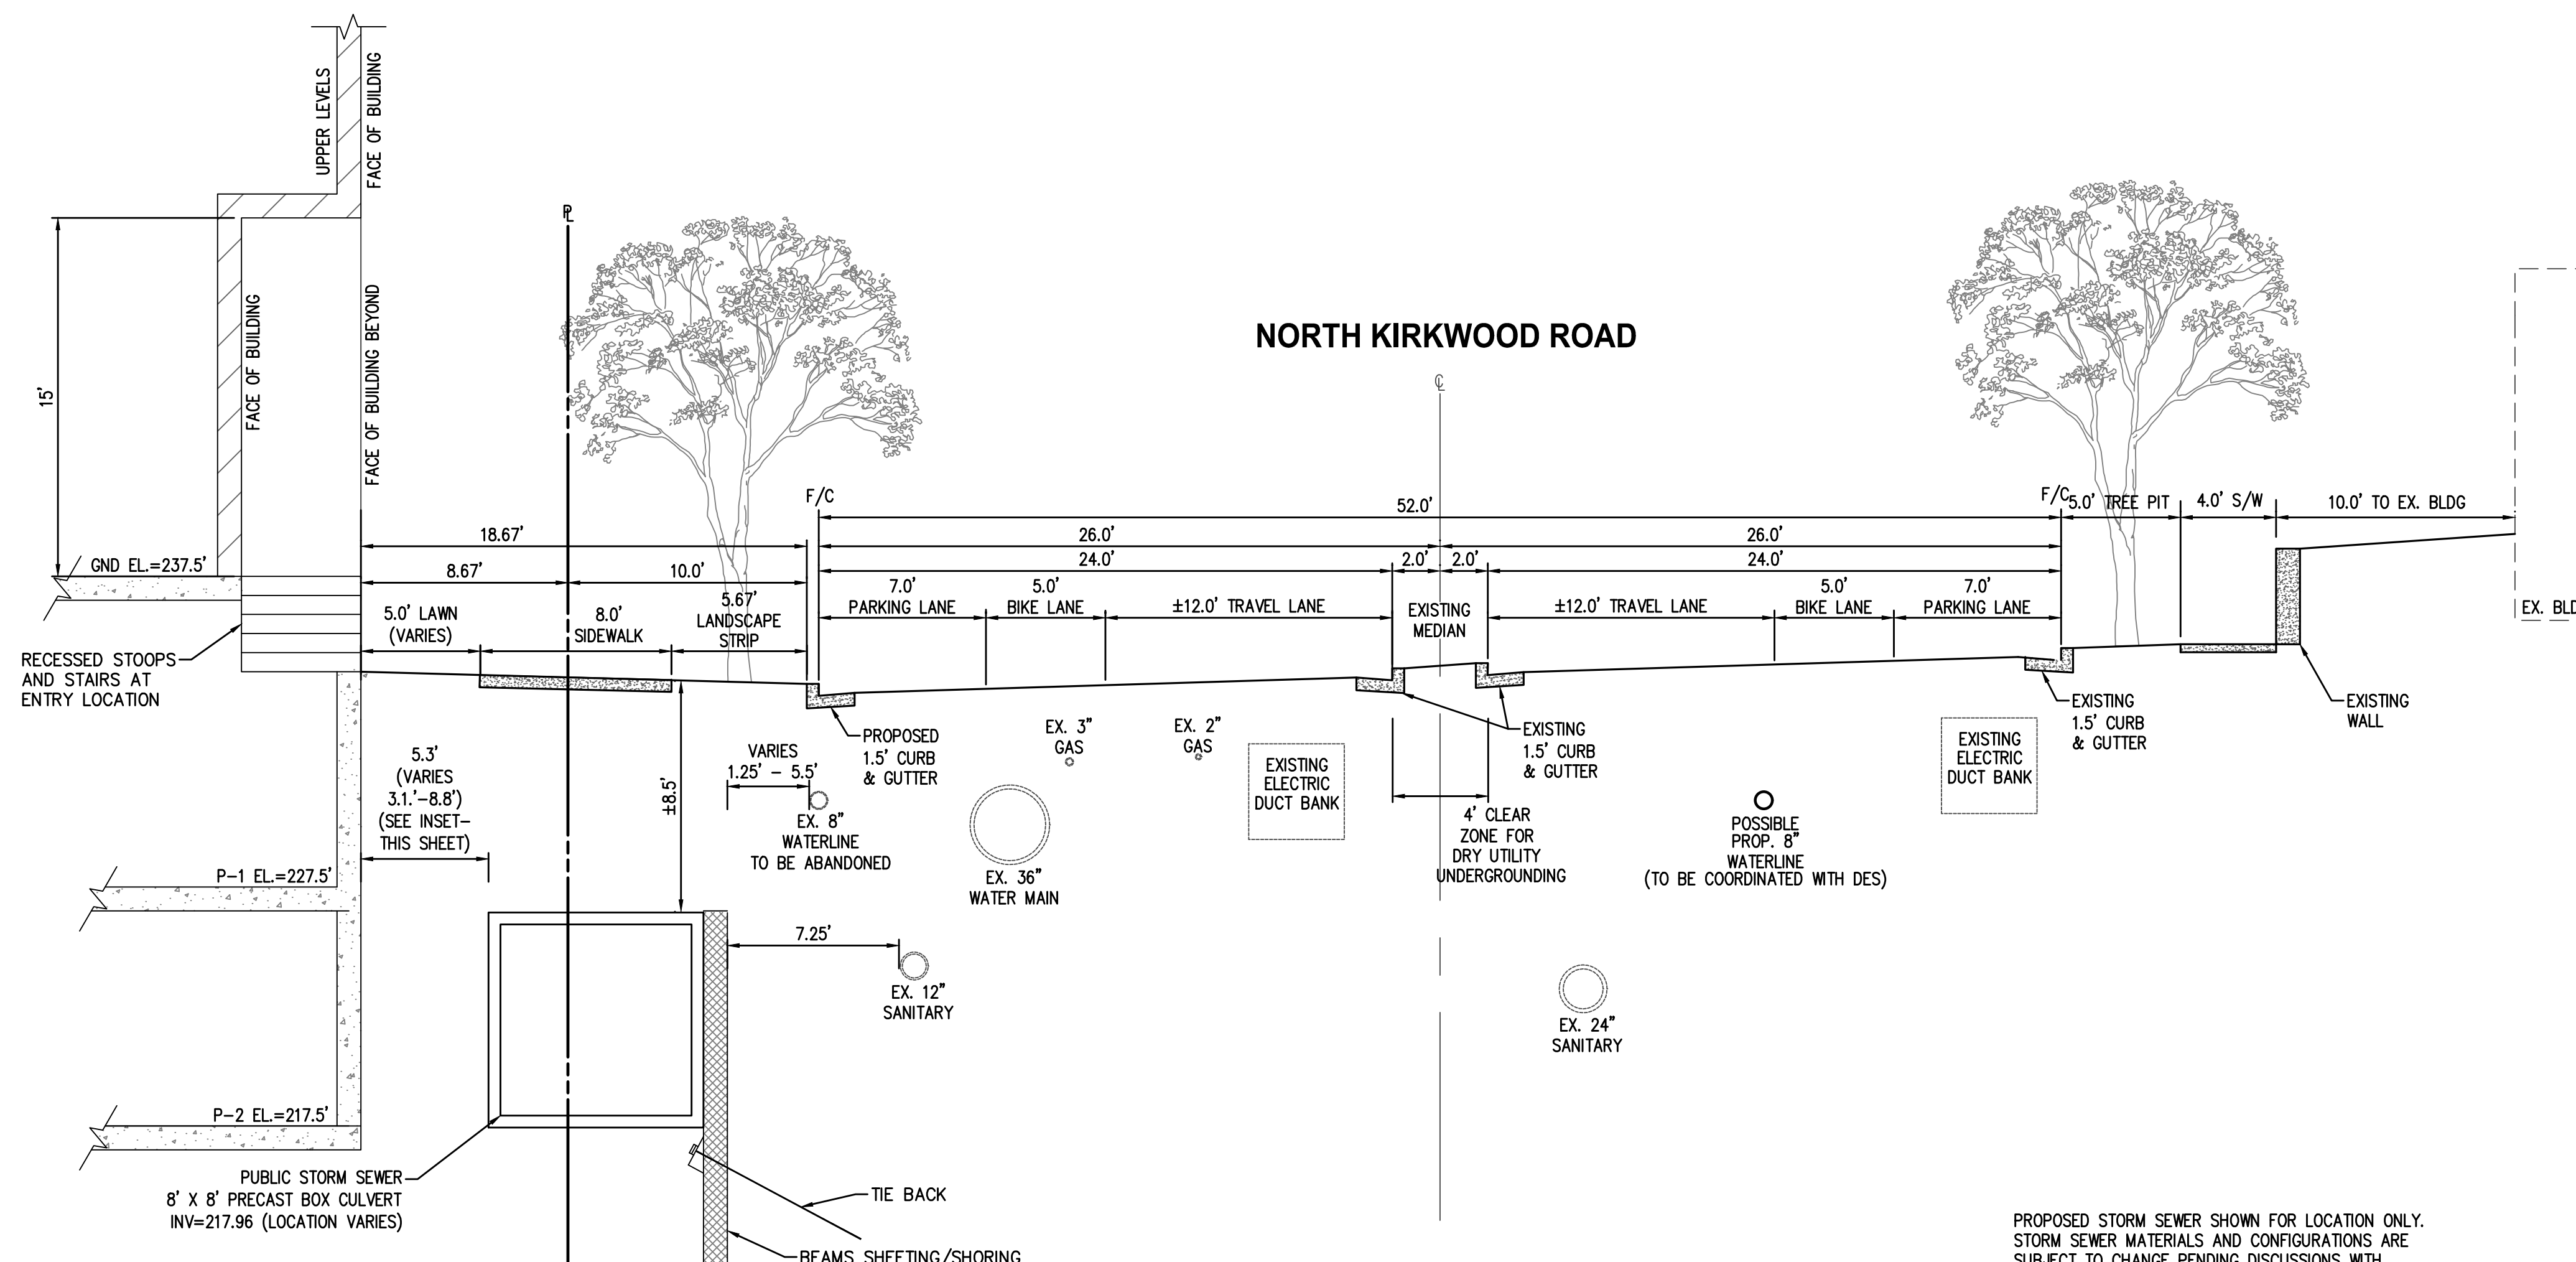 UPPER LEVELS
FACE OF BUILDING
FACE OF BUILDING
FACE OF BUILDING BEYOND
15'
PL
NORTH KIRKWOOD ROAD
CL
F/C
52.0'
F/C
5.0' TREE PIT
4.0' S/W
10.0' TO EX. BLDG
18.67'
26.0'
26.0'
GND EL.=237.5'
8.67'
10.0'
24.0'
2.0'
2.0'
24.0'
5.0' LAWN
(VARIES)
8.0'
SIDEWALK
5.67'
LANDSCAPE
STRIP
7.0'
PARKING LANE
5.0'
BIKE LANE
±12.0' TRAVEL LANE
EXISTING
MEDIAN
±12.0' TRAVEL LANE
5.0'
BIKE LANE
7.0'
PARKING LANE
EX. BLD
RECESSED STOOPS
AND STAIRS AT
ENTRY LOCATION
5.3'
(VARIES
3.1.'-8.8')
(SEE INSET-
THIS SHEET)
±8.5'
VARIES
1.25' - 5.5'
PROPOSED
1.5' CURB
& GUTTER
EX. 8"
WATERLINE
TO BE ABANDONED
EX. 3"
GAS
EX. 2"
GAS
EX. 36"
WATER MAIN
EXISTING
ELECTRIC
DUCT BANK
EXISTING
1.5' CURB
& GUTTER
4' CLEAR
ZONE FOR
DRY UTILITY
UNDERGROUNDING
POSSIBLE
PROP. 8"
WATERLINE
(TO BE COORDINATED WITH DES)
EXISTING
ELECTRIC
DUCT BANK
EXISTING
1.5' CURB
& GUTTER
EXISTING
WALL
P-1 EL.=227.5'
7.25'
EX. 12"
SANITARY
EX. 24"
SANITARY
P-2 EL.=217.5'
PUBLIC STORM SEWER
8' X 8' PRECAST BOX CULVERT
INV=217.96 (LOCATION VARIES)
TIE BACK
BEAMS SHEETING/SHORING
PROPOSED STORM SEWER SHOWN FOR LOCATION ONLY.
STORM SEWER MATERIALS AND CONFIGURATIONS ARE
SUBJECT TO CHANGE PENDING DISCUSSIONS WITH